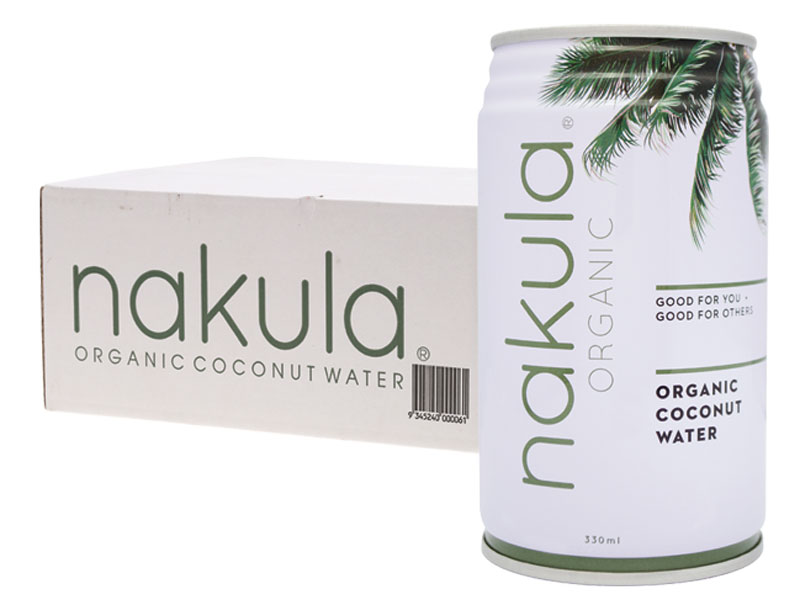 nakula®
ORGANIC COCONUT WATER
9 345240 000061
nakula®
ORGANIC
GOOD FOR YOU -
GOOD FOR OTHERS
ORGANIC
COCONUT
WATER
330ml